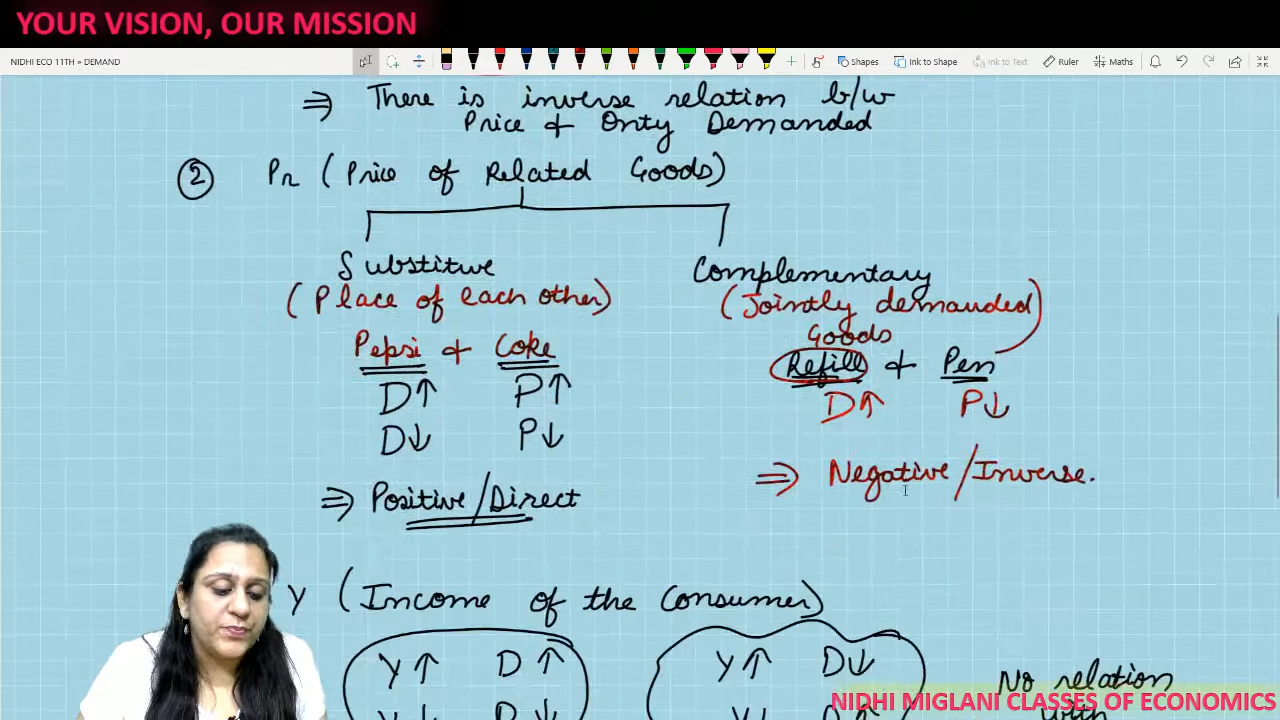 YOUR VISION, OUR MISSION
NIDHI ECO 11TH » DEMAND
Shapes
Ink to Shape
Ink to Text
Ruler
Maths
⇒ There is inverse relation b/w
Price & Qnty Demanded
② Pr (Price of Related Goods)
Substitue
(Place of each other)
Pepsi & Coke
D↑ P↑
D↓ P↓
⇒ Positive/Direct
Complementary
(Jointly demanded
Goods
Refill & Pen
D↑ P↓
⇒ Negative/Inverse.
Y (Income of the Consumer)
Y↑ D↑
Y↓ D↓
Y↑ D↓
Y↓ D↑
No relation
with
NIDHI MIGLANI CLASSES OF ECONOMICS